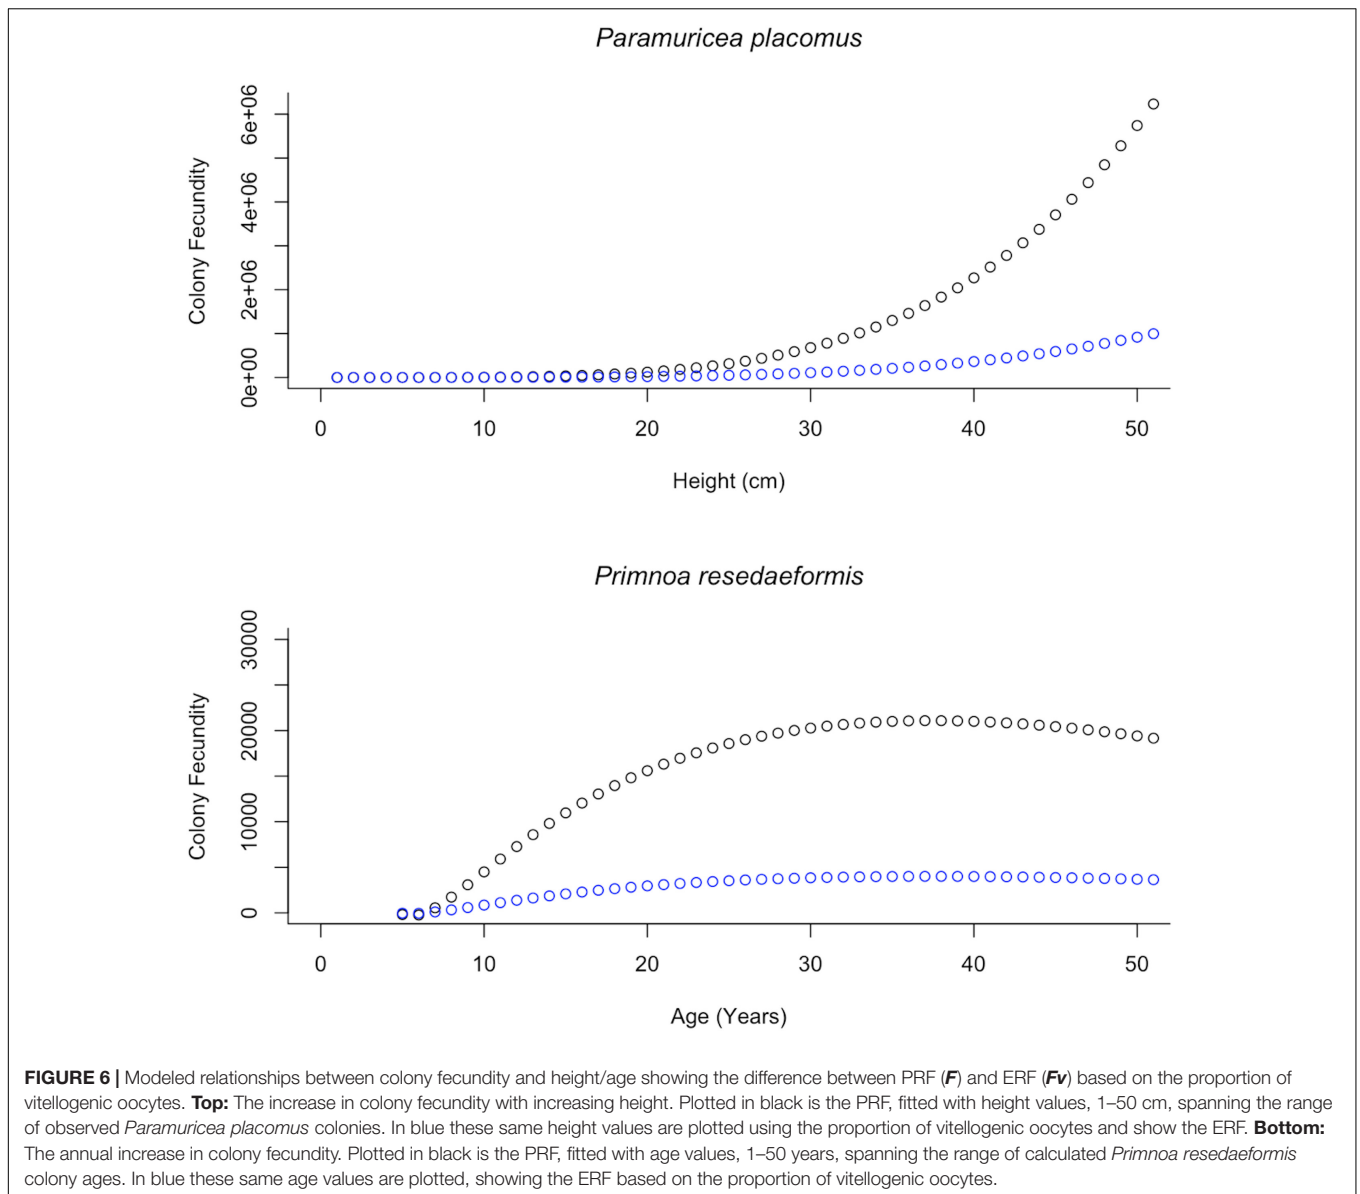 Paramuricea placomus
6e+06
4e+06
2e+06
0e+00
Colony Fecundity
0 10 20 30 40 50
Height (cm)
Primnoa resedaeformis
30000
20000
10000
0
Colony Fecundity
0 10 20 30 40 50
Age (Years)
FIGURE 6 | Modeled relationships between colony fecundity and height/age showing the difference between PRF (F) and ERF (Fv) based on the proportion of
vitellogenic oocytes. Top: The increase in colony fecundity with increasing height. Plotted in black is the PRF, fitted with height values, 1–50 cm, spanning the range
of observed Paramuricea placomus colonies. In blue these same height values are plotted using the proportion of vitellogenic oocytes and show the ERF. Bottom:
The annual increase in colony fecundity. Plotted in black is the PRF, fitted with age values, 1–50 years, spanning the range of calculated Primnoa resedaeformis
colony ages. In blue these same age values are plotted, showing the ERF based on the proportion of vitellogenic oocytes.